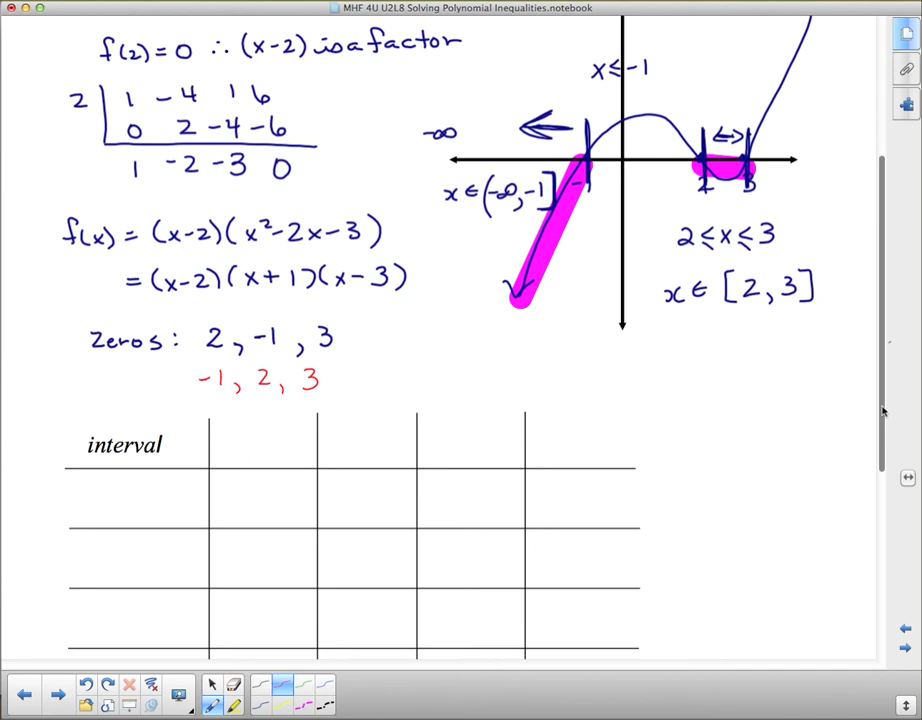 MHF 4U U2L8 Solving Polynomial Inequalities.notebook
f(2) = 0 ∴ (x-2) is a factor
2 | 1 -4 1 6
0 2 -4 -6
1 -2 -3 0
f(x) = (x-2)(x²-2x-3)
= (x-2)(x+1)(x-3)
zeros: 2, -1, 3
-1, 2, 3
x ≤ -1
-∞
x ∈ (-∞, -1]
-1
2 3
2 ≤ x ≤ 3
x ∈ [2, 3]
interval